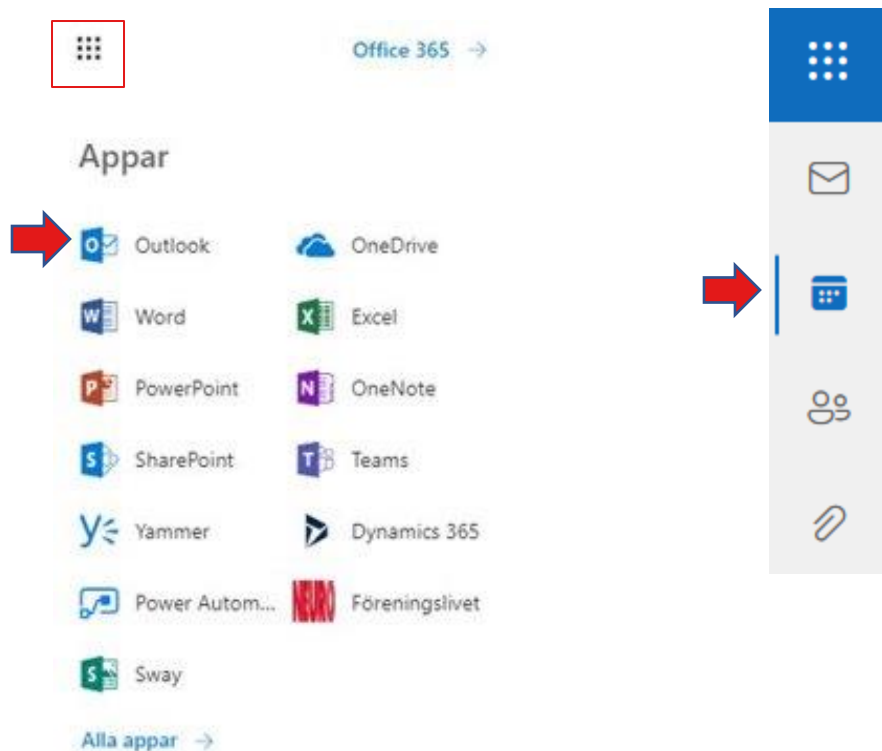 Office 365 →
Appar
Outlook OneDrive
Word Excel
PowerPoint OneNote
SharePoint Teams
Yammer Dynamics 365
Power Autom... NEURO Föreningslivet
Sway
Alla appar →